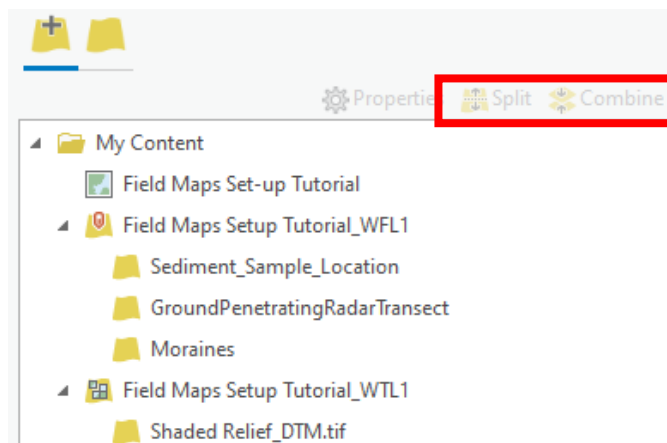 Properties Split Combine
My Content
Field Maps Set-up Tutorial
Field Maps Setup Tutorial_WFL1
Sediment_Sample_Location
GroundPenetratingRadarTransect
Moraines
Field Maps Setup Tutorial_WTL1
Shaded Relief_DTM.tif